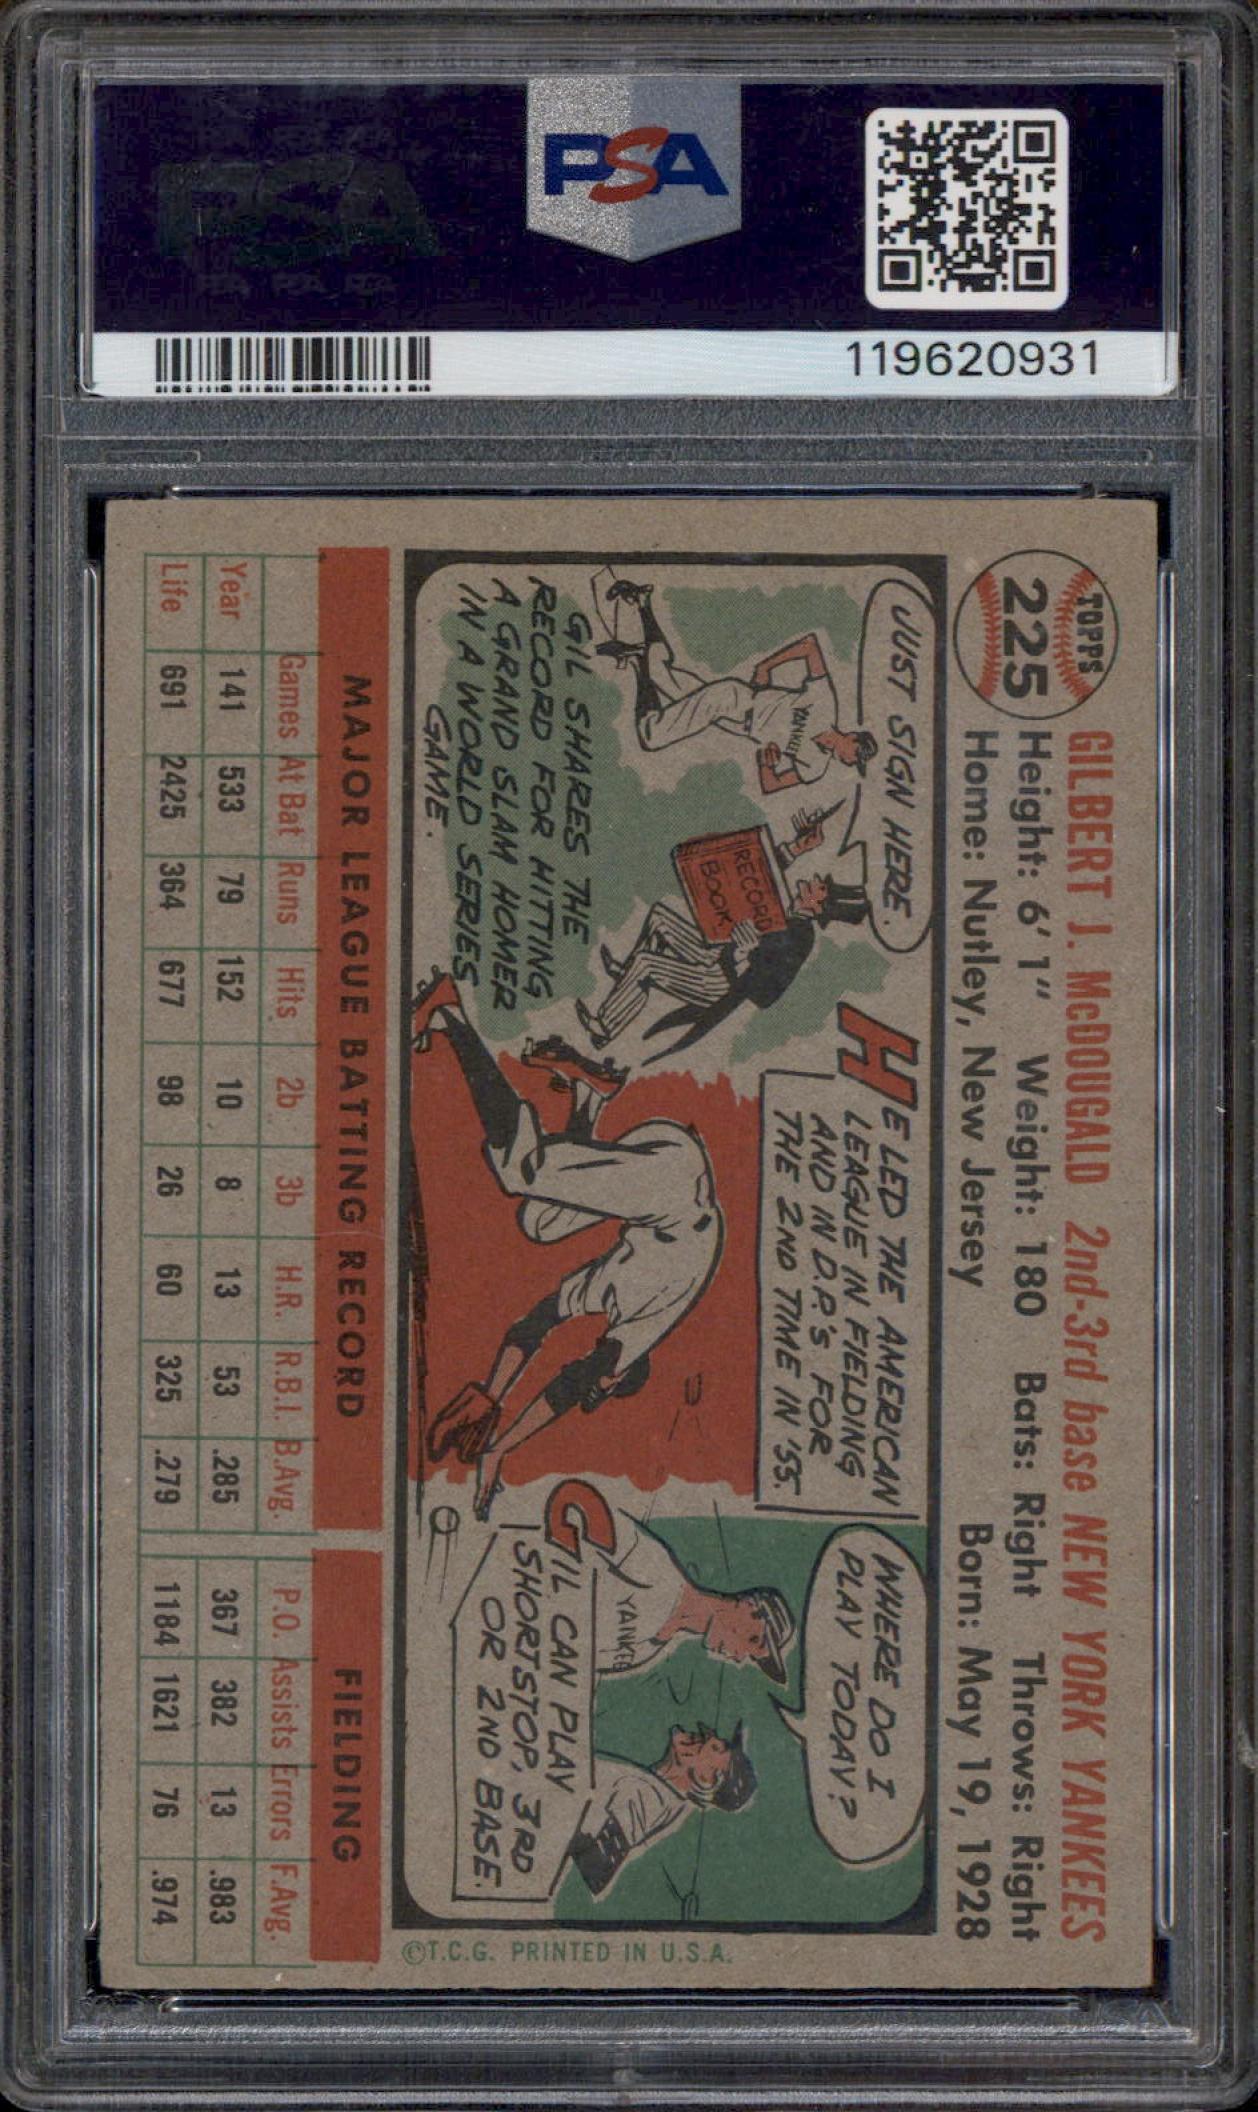 PSA
119620931
TOPPS
225
GILBERT J. McDOUGALD 2nd-3rd base NEW YORK YANKEES
Height: 6' 1" Weight: 180 Bats: Right Throws: Right
Home: Nutley, New Jersey Born: May 19, 1928
JUST SIGN HERE.
YANKEE
RECORD
BOOK
GIL SHARES THE
RECORD FOR HITTING
A GRAND SLAM HOMER
IN A WORLD SERIES
GAME.
HE LED THE AMERICAN
LEAGUE IN FIELDING
AND IN D.P.'S FOR
THE 2ND TIME IN '55.
WHERE DO I
PLAY TODAY?
YANKEE
GIL CAN PLAY
SHORTSTOP, 3RD
OR 2ND BASE.
MAJOR LEAGUE BATTING RECORD FIELDING
Games At Bat Runs Hits 2b 3b H.R. R.B.I. B.Avg. P.O. Assists Errors F.Avg.
Year 141 533 79 152 10 8 13 53 .285 367 382 13 .983
Life 691 2425 364 677 98 26 60 325 .279 1184 1621 76 .974
©T.C.G. PRINTED IN U.S.A.